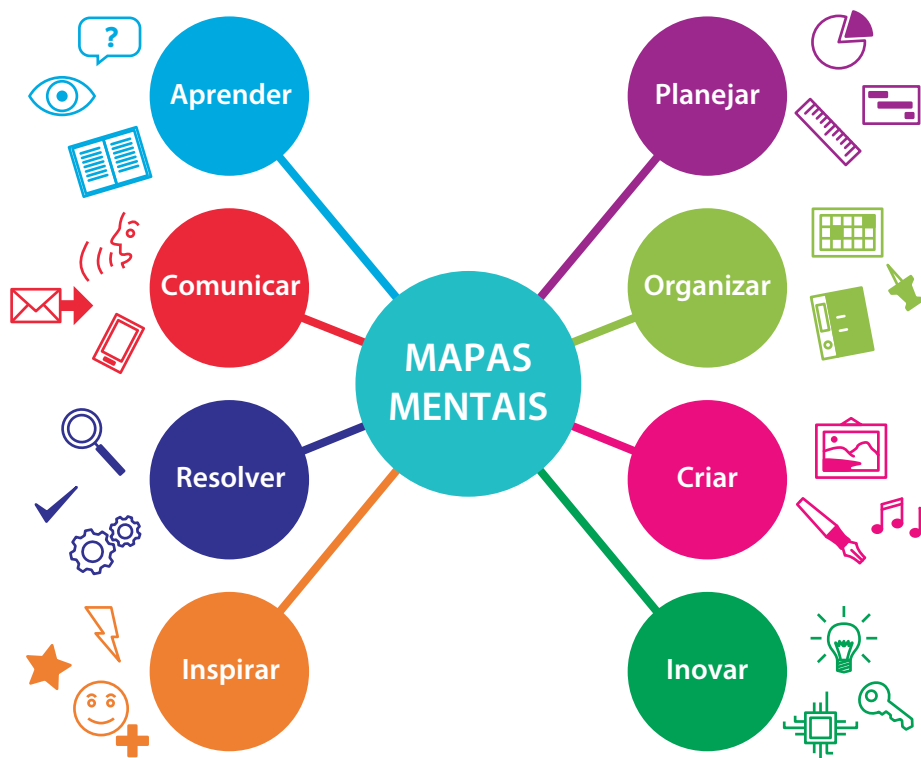 ?
Aprender
Planejar
Comunicar
Organizar
MAPAS
MENTAIS
Resolver
Criar
Inspirar
Inovar